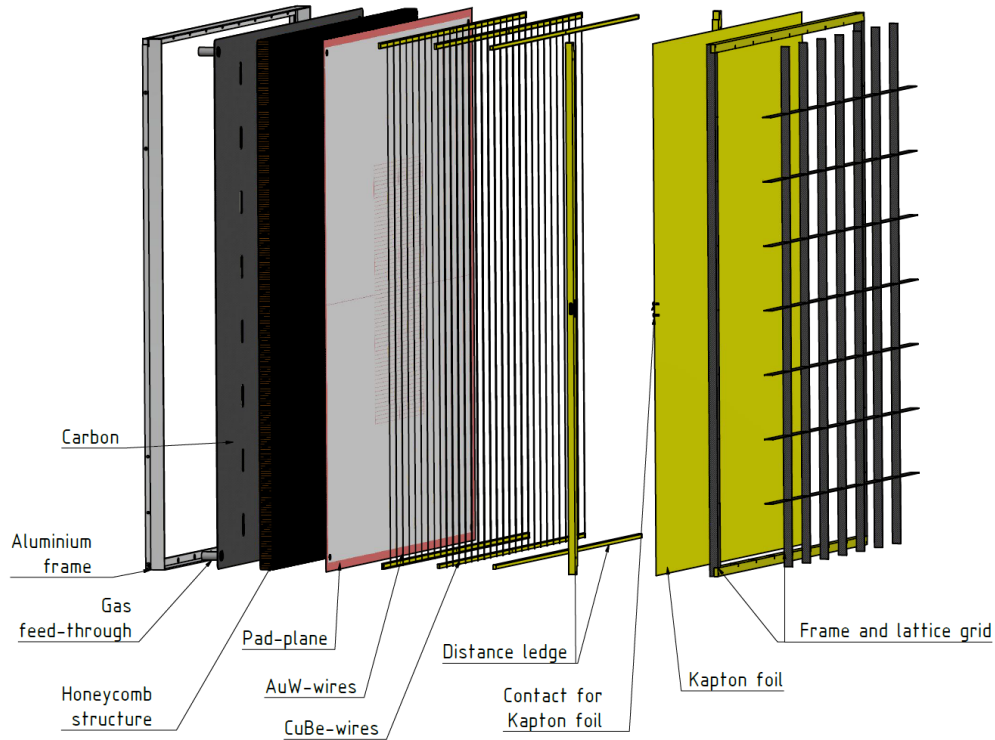 Carbon
Aluminium
frame
Gas
feed-through
Honeycomb
structure
Pad-plane
AuW-wires
CuBe-wires
Distance ledge
Contact for
Kapton foil
Kapton foil
Frame and lattice grid